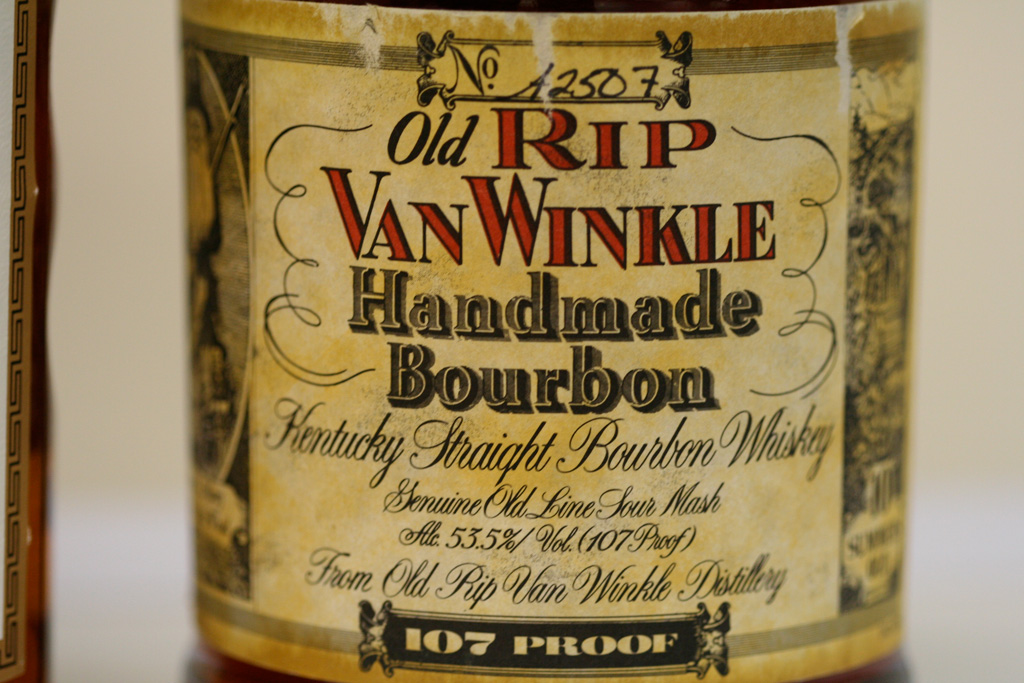 No. A2507
Old RIP
VAN WINKLE
Handmade
Bourbon
Kentucky Straight Bourbon Whiskey
Genuine Old Line Sour Mash
Alc. 53.5%/ Vol. (107 Proof)
From Old Rip Van Winkle Distillery
107 PROOF